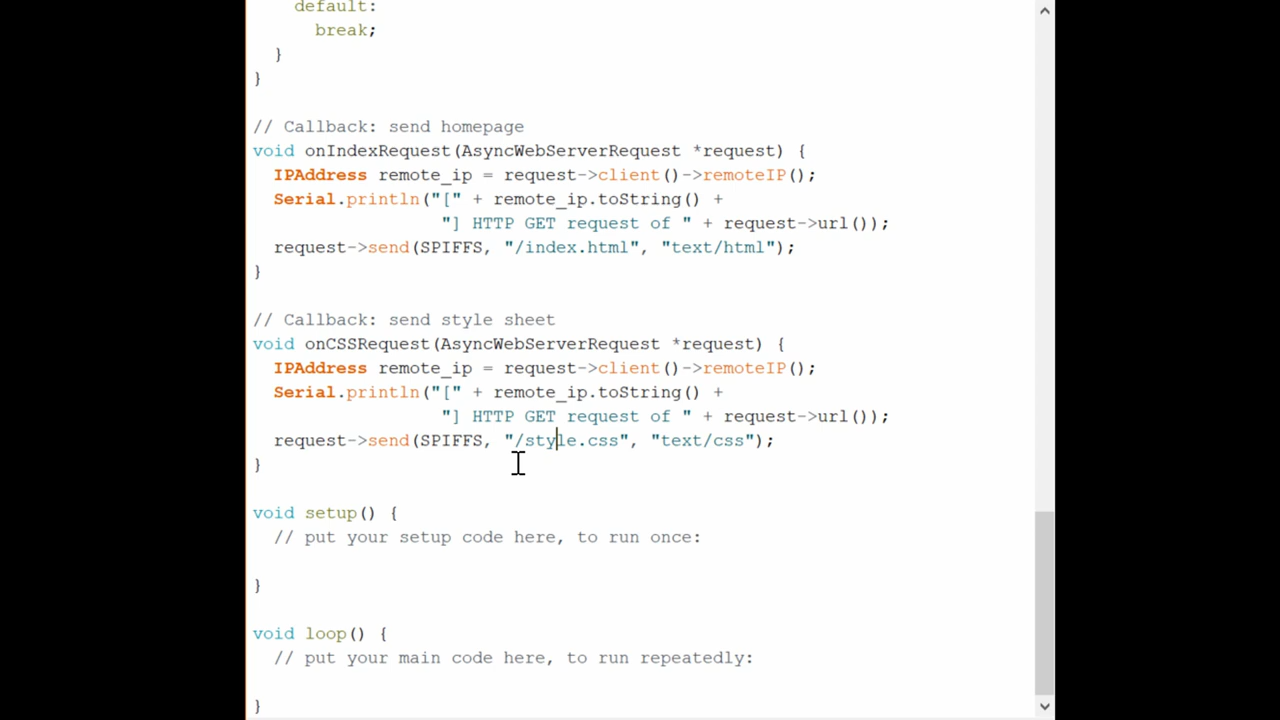 default:
break;
}
}
// Callback: send homepage
void onIndexRequest(AsyncWebServerRequest *request) {
IPAddress remote_ip = request->client()->remoteIP();
Serial.println("[" + remote_ip.toString() +
"] HTTP GET request of " + request->url());
request->send(SPIFFS, "/index.html", "text/html");
}
// Callback: send style sheet
void onCSSRequest(AsyncWebServerRequest *request) {
IPAddress remote_ip = request->client()->remoteIP();
Serial.println("[" + remote_ip.toString() +
"] HTTP GET request of " + request->url());
request->send(SPIFFS, "/style.css", "text/css");
}
void setup() {
// put your setup code here, to run once:
}
void loop() {
// put your main code here, to run repeatedly:
}